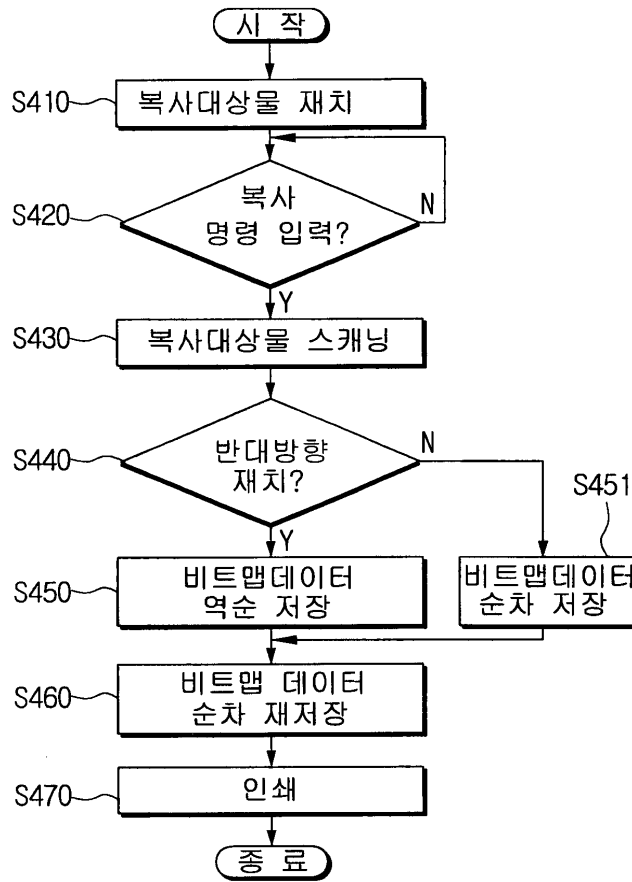 시 작
S410
복사대상물 재치
S420
복사
명령 입력?
N
Y
S430
복사대상물 스캐닝
S440
반대방향
재치?
N
Y
S451
S450
비트맵데이터
역순 저장
비트맵데이터
순차 저장
S460
비트맵 데이터
순차 재저장
S470
인쇄
종 료